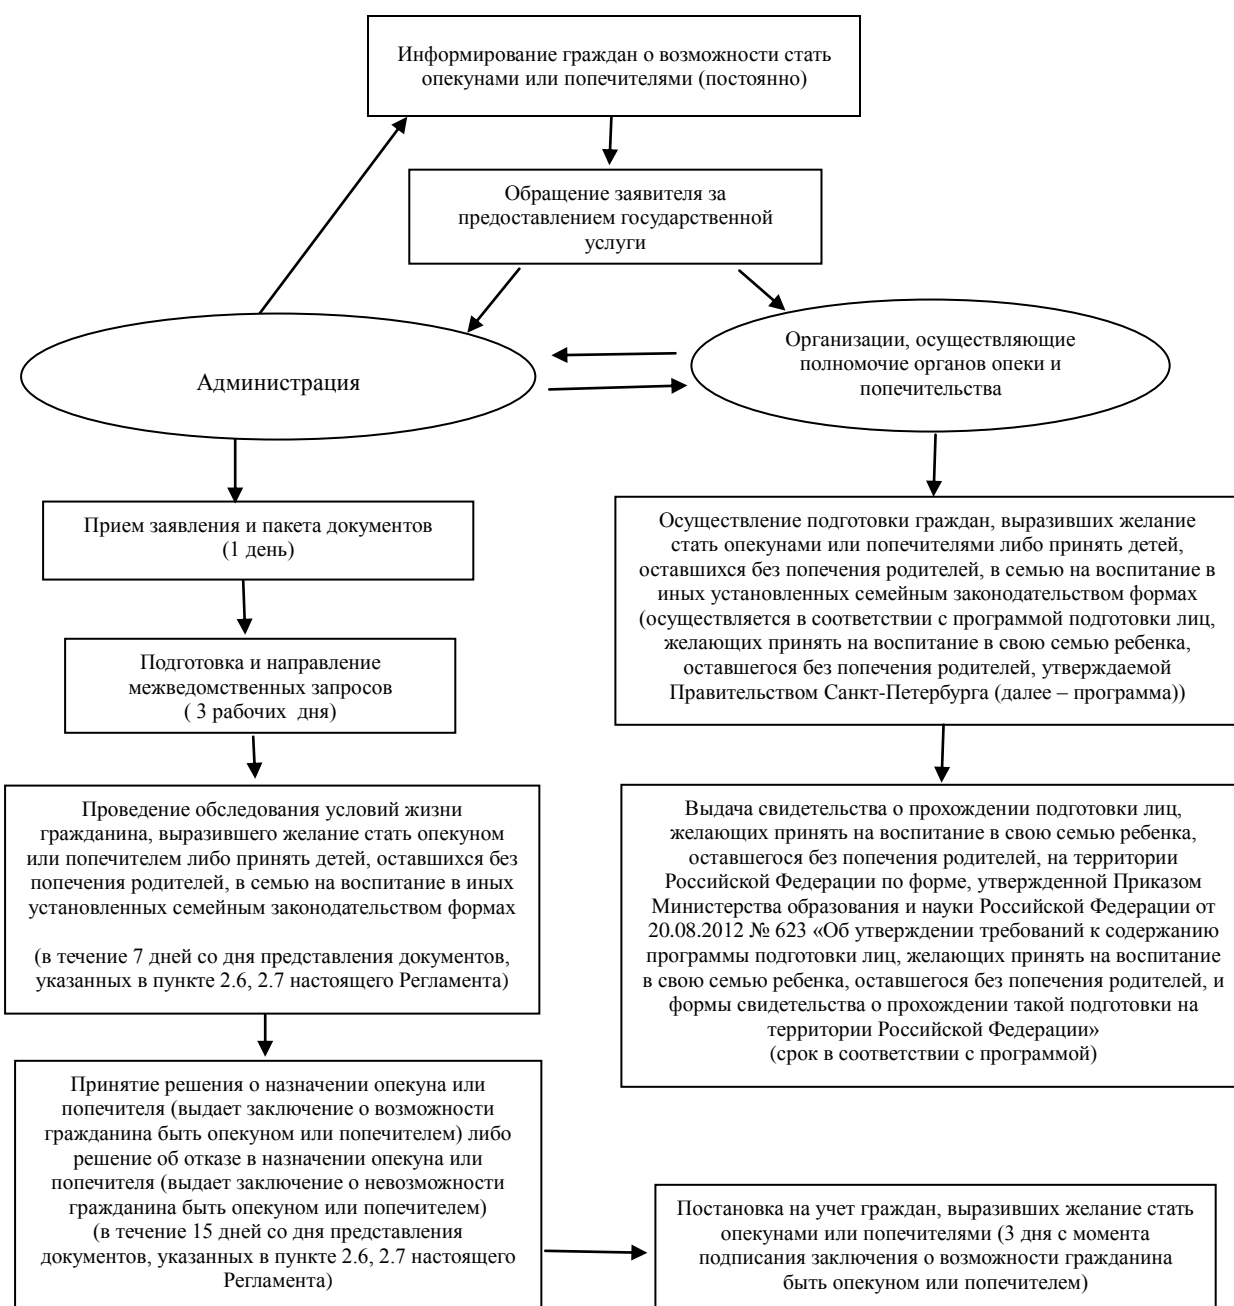 Информирование граждан о возможности стать
опекунами или попечителями (постоянно)
Обращение заявителя за
предоставлением государственной
услуги
Администрация
Организации, осуществляющие
полномочие органов опеки и
попечительства
Прием заявления и пакета документов
(1 день)
Подготовка и направление
межведомственных запросов
( 3 рабочих  дня)
Проведение обследования условий жизни
гражданина, выразившего желание стать опекуном
или попечителем либо принять детей, оставшихся без
попечения родителей, в семью на воспитание в иных
установленных семейным законодательством формах
(в течение 7 дней со дня представления документов,
указанных в пункте 2.6, 2.7 настоящего Регламента)
Принятие решения о назначении опекуна или
попечителя (выдает заключение о возможности
гражданина быть опекуном или попечителем) либо
решение об отказе в назначении опекуна или
попечителя (выдает заключение о невозможности
гражданина быть опекуном или попечителем)
(в течение 15 дней со дня представления
документов, указанных в пункте 2.6, 2.7 настоящего
Регламента)
Осуществление подготовки граждан, выразивших желание
стать опекунами или попечителями либо принять детей,
оставшихся без попечения родителей, в семью на воспитание в
иных установленных семейным законодательством формах
(осуществляется в соответствии с программой подготовки лиц,
желающих принять на воспитание в свою семью ребенка,
оставшегося без попечения родителей, утверждаемой
Правительством Санкт-Петербурга (далее – программа))
Выдача свидетельства о прохождении подготовки лиц,
желающих принять на воспитание в свою семью ребенка,
оставшегося без попечения родителей, на территории
Российской Федерации по форме, утвержденной Приказом
Министерства образования и науки Российской Федерации от
20.08.2012 № 623 «Об утверждении требований к содержанию
программы подготовки лиц, желающих принять на воспитание
в свою семью ребенка, оставшегося без попечения родителей, и
формы свидетельства о прохождении такой подготовки на
территории Российской Федерации»
(срок в соответствии с программой)
Постановка на учет граждан, выразивших желание стать
опекунами или попечителями (3 дня с момента
подписания заключения о возможности гражданина
быть опекуном или попечителем)